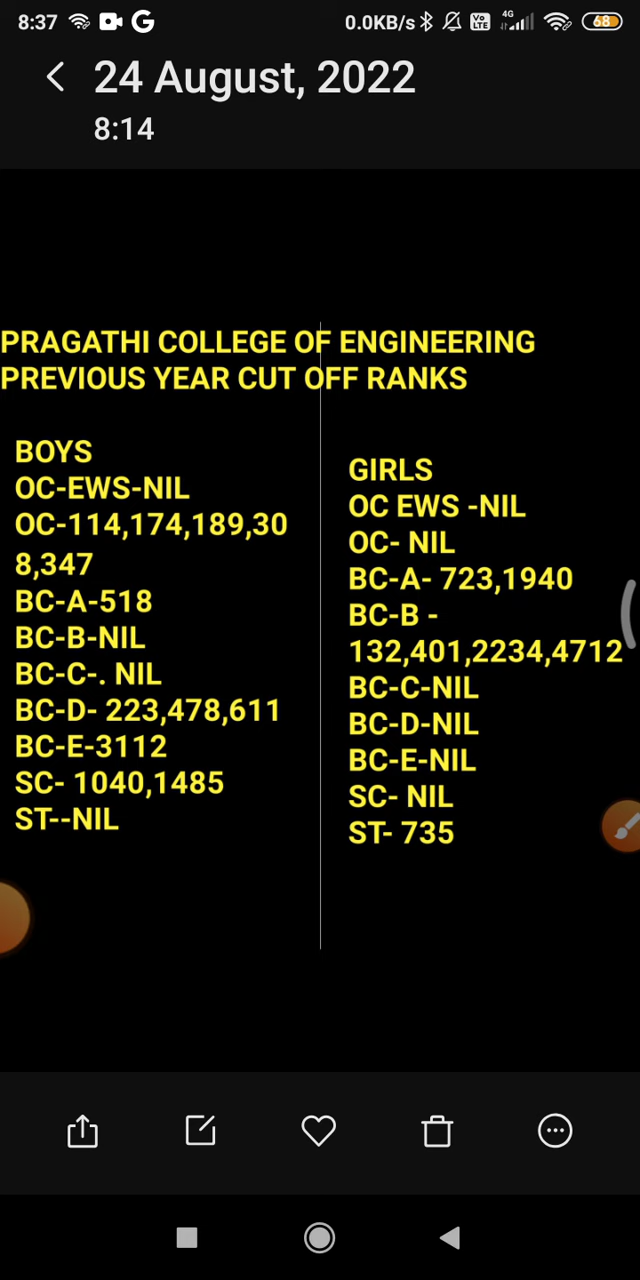 8:37 G 0.0KB/s Vo LTE 4G 68
24 August, 2022
8:14
PRAGATHI COLLEGE OF ENGINEERING
PREVIOUS YEAR CUT OFF RANKS
BOYS
OC-EWS-NIL
OC-114,174,189,30
8,347
BC-A-518
BC-B-NIL
BC-C-. NIL
BC-D- 223,478,611
BC-E-3112
SC- 1040,1485
ST--NIL
GIRLS
OC EWS -NIL
OC- NIL
BC-A- 723,1940
BC-B -
132,401,2234,4712
BC-C-NIL
BC-D-NIL
BC-E-NIL
SC- NIL
ST- 735